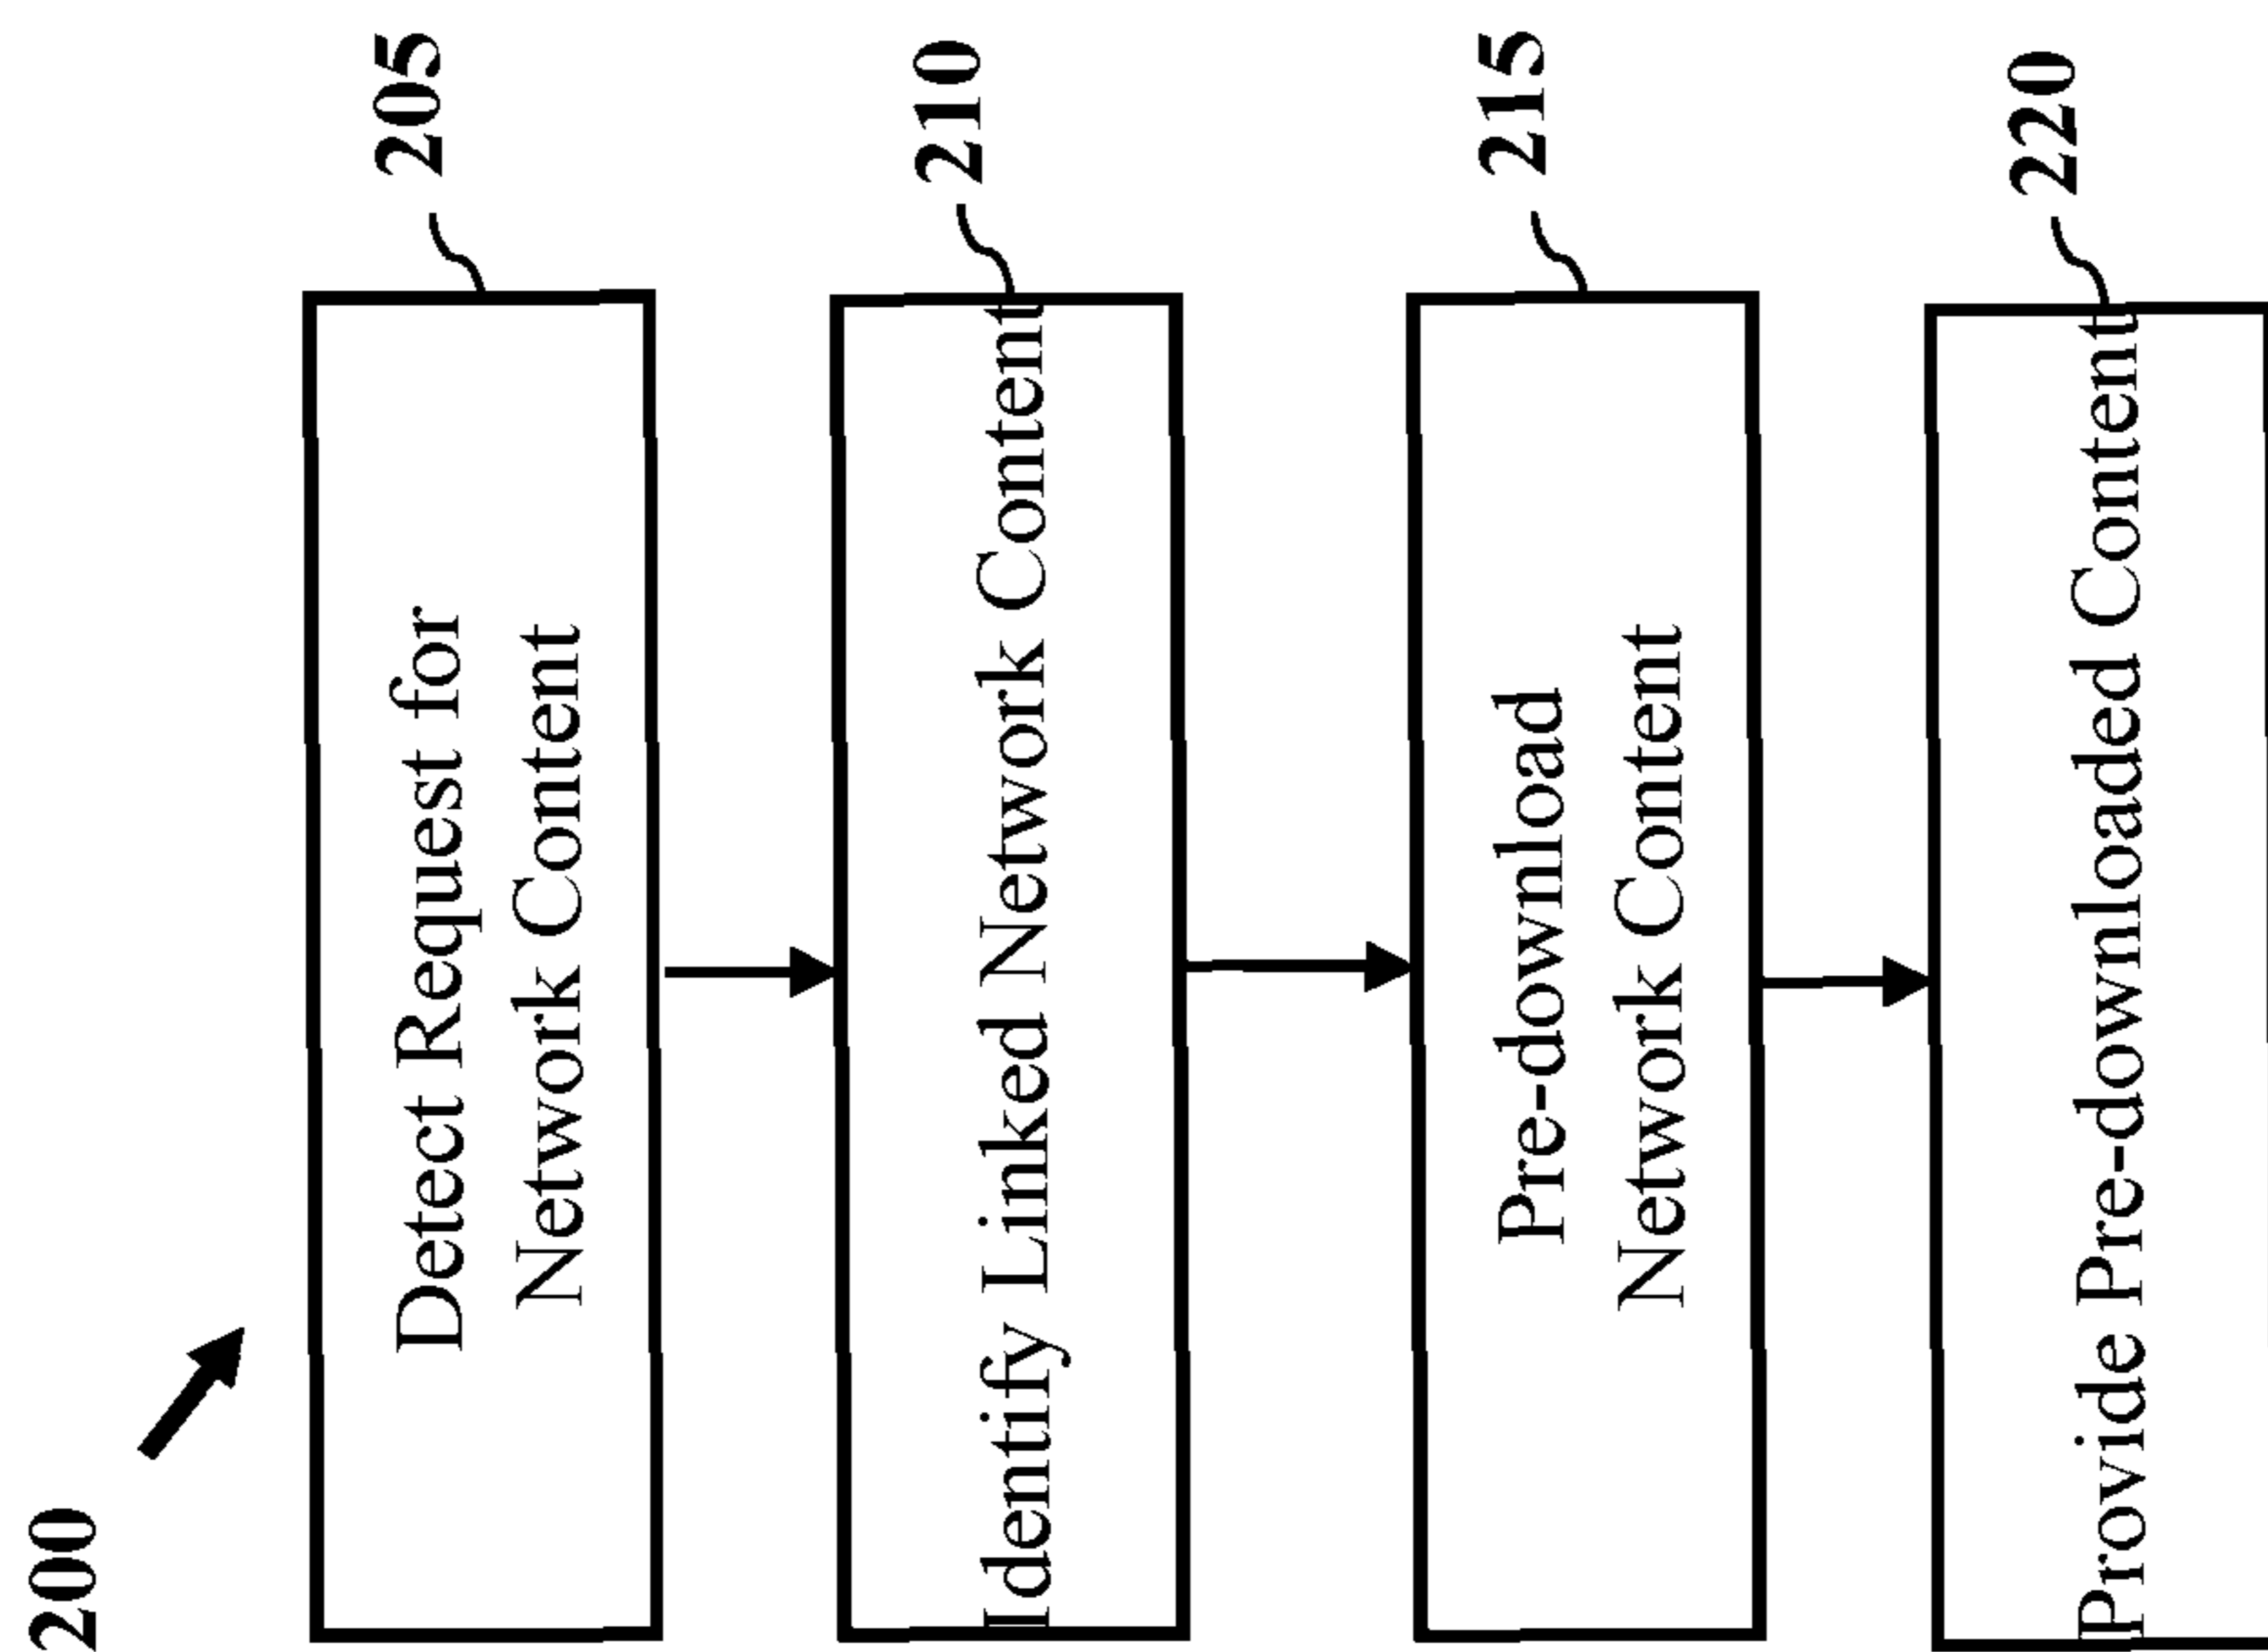 200
Detect Request for
Network Content
205
Identify Linked Network Content
210
Pre-download
Network Content
215
Provide Pre-downloaded Content
220